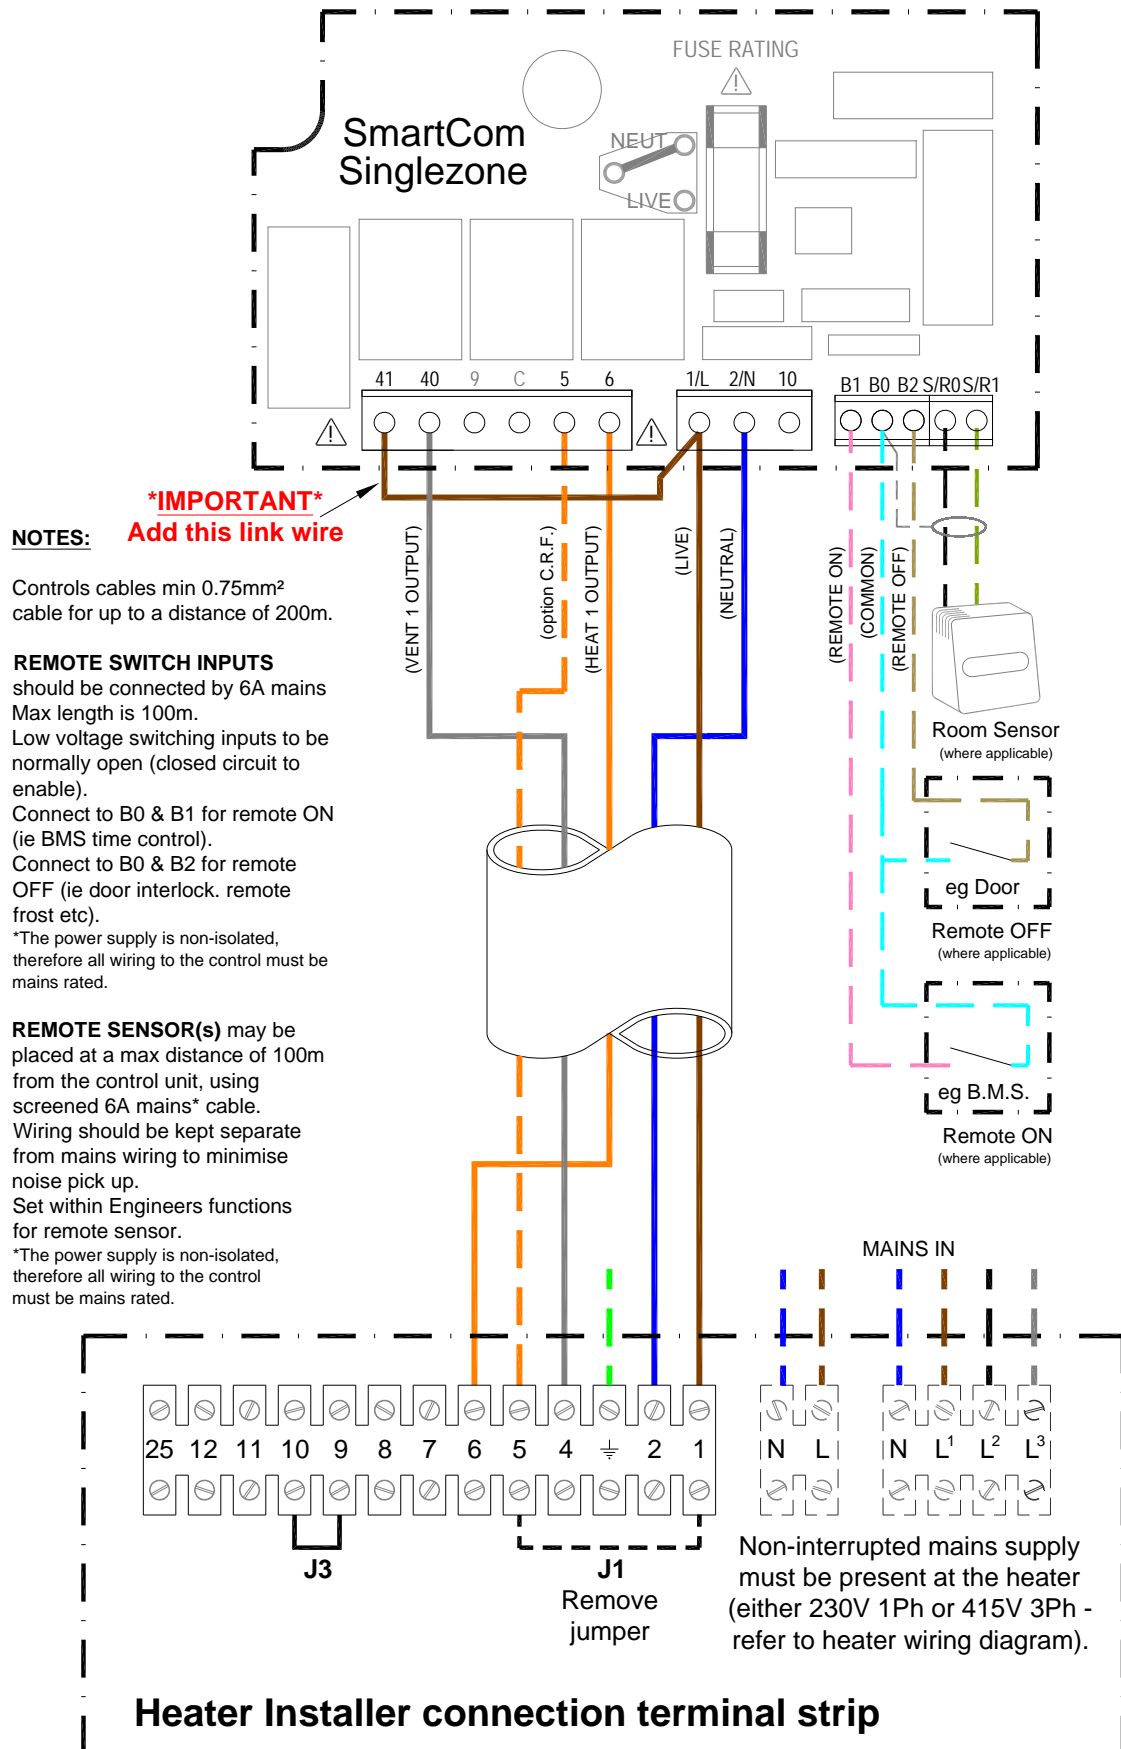 FUSE RATING
SmartCom
Singlezone
NEUT
LIVE
41 40 9 C 5 6
1/L 2/N 10
B1 B0 B2 S/R0 S/R1
*IMPORTANT*
Add this link wire
(VENT 1 OUTPUT)
(option C.R.F.)
(HEAT 1 OUTPUT)
(LIVE)
(NEUTRAL)
(REMOTE ON)
(COMMON)
(REMOTE OFF)
NOTES:
Controls cables min 0.75mm²
cable for up to a distance of 200m.
REMOTE SWITCH INPUTS
should be connected by 6A mains
Max length is 100m.
Low voltage switching inputs to be
normally open (closed circuit to
enable).
Connect to B0 & B1 for remote ON
(ie BMS time control).
Connect to B0 & B2 for remote
OFF (ie door interlock. remote
frost etc).
*The power supply is non-isolated,
therefore all wiring to the control must be
mains rated.
REMOTE SENSOR(s) may be
placed at a max distance of 100m
from the control unit, using
screened 6A mains* cable.
Wiring should be kept separate
from mains wiring to minimise
noise pick up.
Set within Engineers functions
for remote sensor.
*The power supply is non-isolated,
therefore all wiring to the control
must be mains rated.
Room Sensor
(where applicable)
eg Door
Remote OFF
(where applicable)
eg B.M.S.
Remote ON
(where applicable)
MAINS IN
25 12 11 10 9 8 7 6 5 4 2 1
N L
N L¹ L² L³
J3
J1
Remove
jumper
Non-interrupted mains supply
must be present at the heater
(either 230V 1Ph or 415V 3Ph -
refer to heater wiring diagram).
Heater Installer connection terminal strip